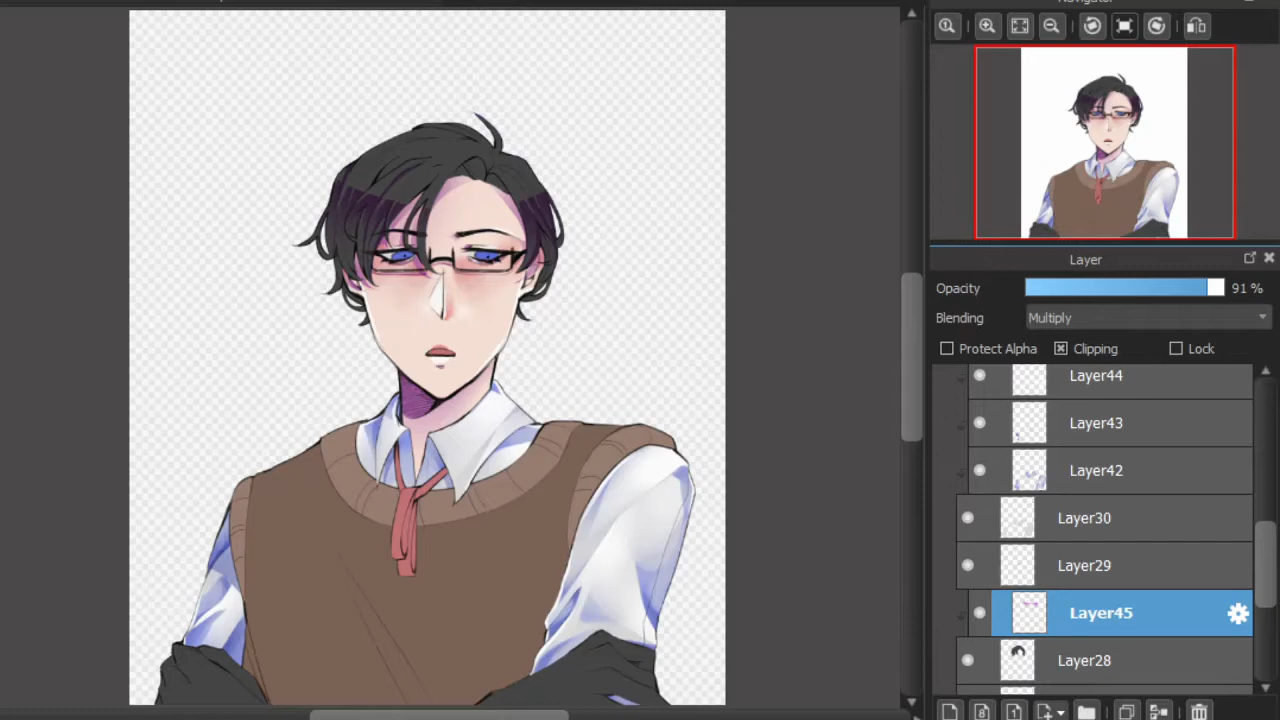 Navigator
Layer
Opacity 91 %
Blending Multiply
Protect Alpha Clipping Lock
Layer44
Layer43
Layer42
Layer30
Layer29
Layer45
Layer28